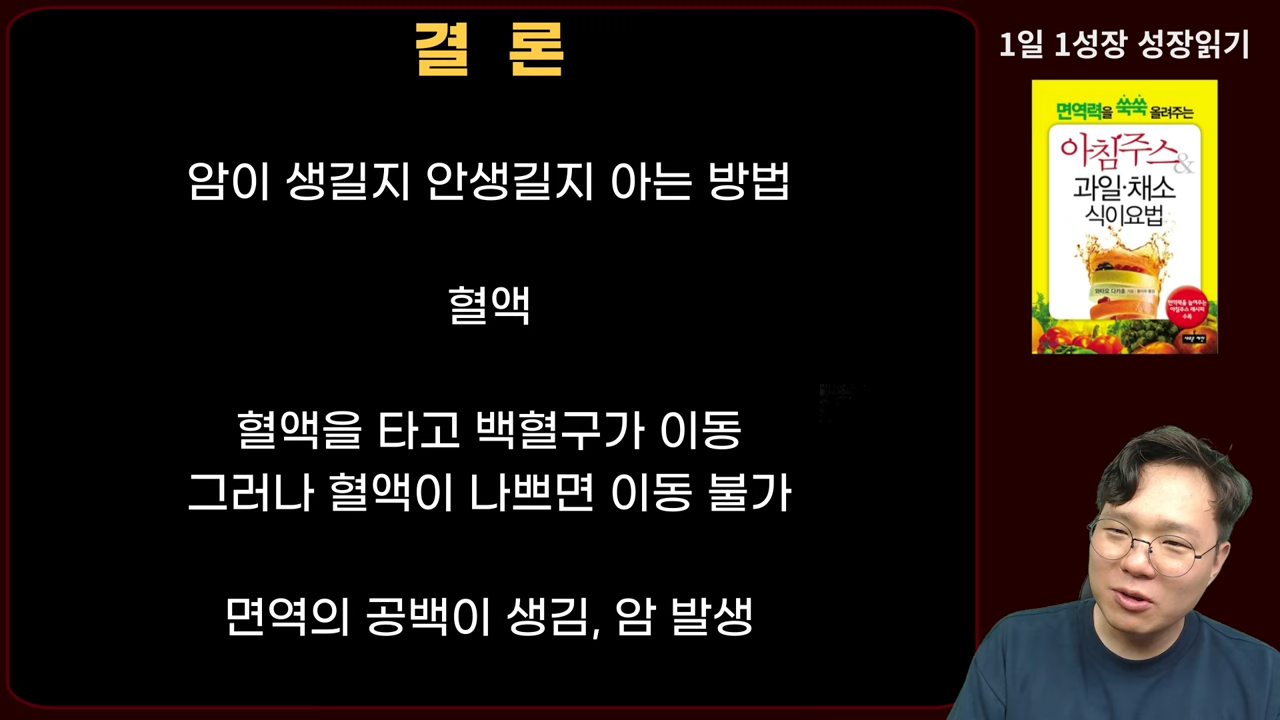 결 론
암이 생길지 안생길지 아는 방법
혈액
혈액을 타고 백혈구가 이동
그러나 혈액이 나쁘면 이동 불가
면역의 공백이 생김, 암 발생
1일 1성장 성장읽기
면역력을 쑥쑥 올려주는
아침주스&
과일·채소
식이요법